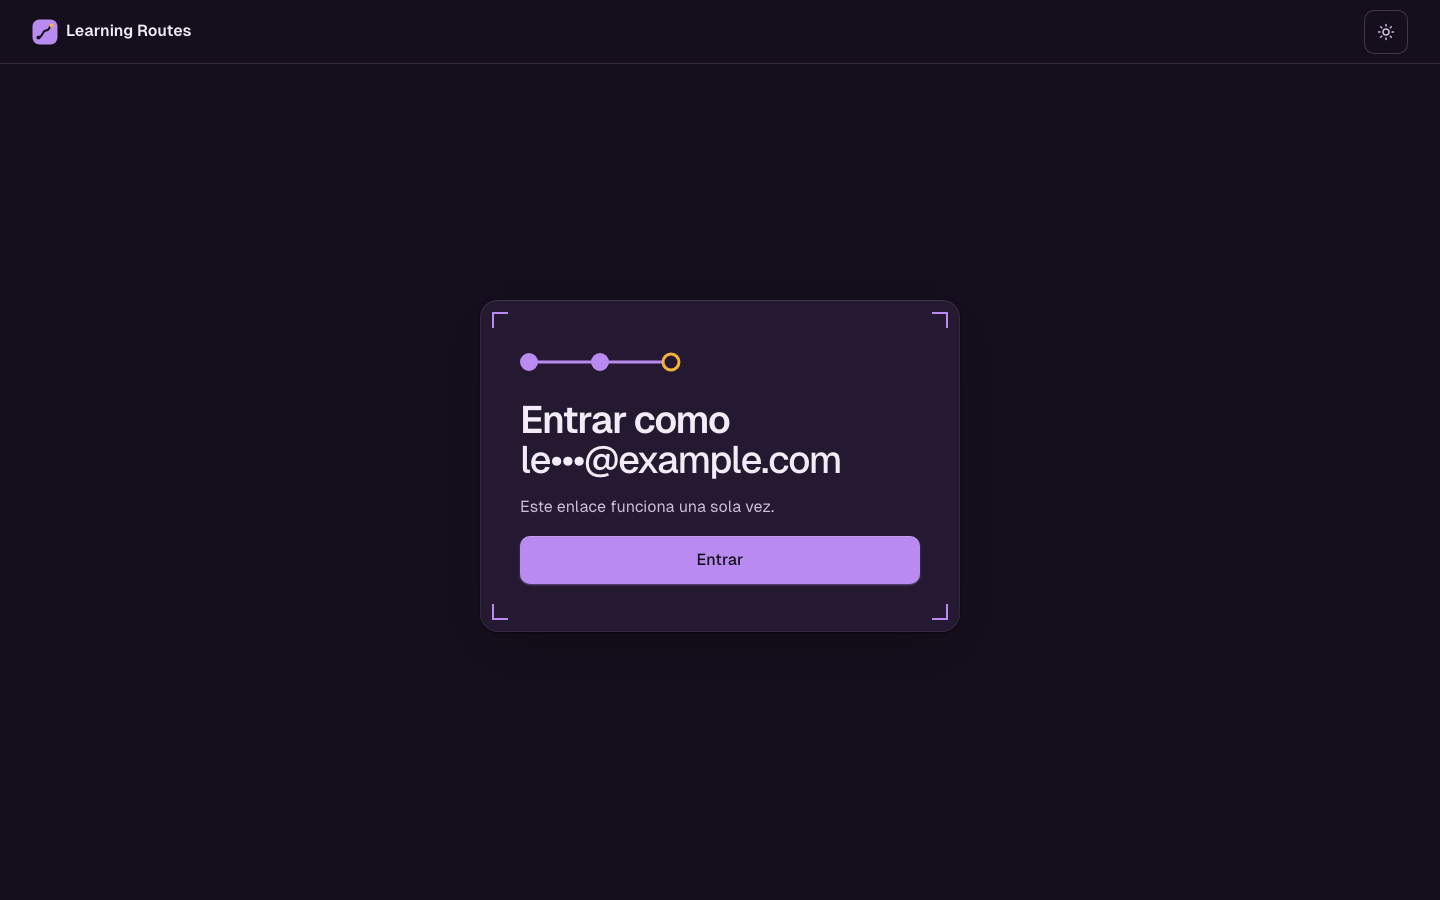 Learning Routes
Entrar como
le•••@example.com
Este enlace funciona una sola vez.
Entrar